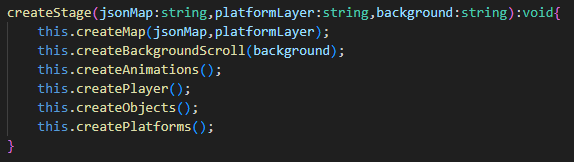 createStage(jsonMap:string,platformLayer:string,background:string):void{
    this.createMap(jsonMap,platformLayer);
    this.createBackgroundScroll(background);
    this.createAnimations();
    this.createPlayer();
    this.createObjects();
    this.createPlatforms();
}